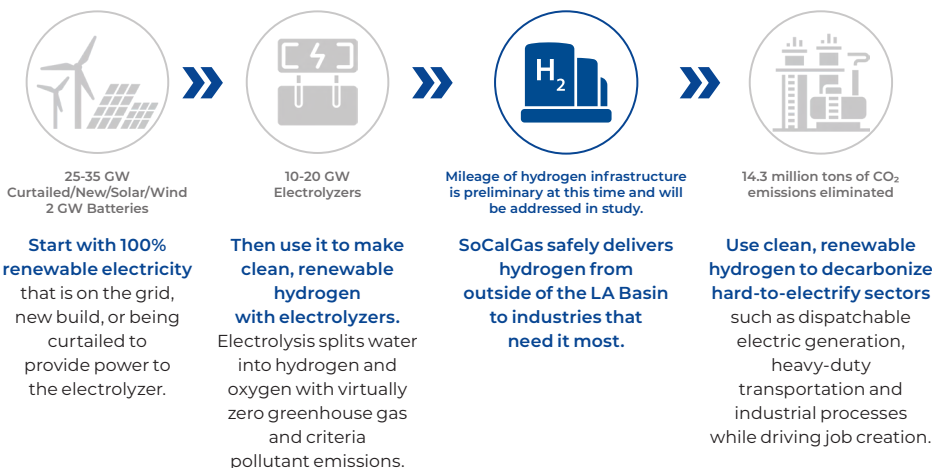 H₂
25-35 GW
Curtailed/New/Solar/Wind
2 GW Batteries
Start with 100%
renewable electricity
that is on the grid,
new build, or being
curtailed to
provide power to
the electrolyzer.
10-20 GW
Electrolyzers
Then use it to make
clean, renewable
hydrogen
with electrolyzers.
Electrolysis splits water
into hydrogen and
oxygen with virtually
zero greenhouse gas
and criteria
pollutant emissions.
Mileage of hydrogen infrastructure
is preliminary at this time and will
be addressed in study.
SoCalGas safely delivers
hydrogen from
outside of the LA Basin
to industries that
need it most.
14.3 million tons of CO₂
emissions eliminated
Use clean, renewable
hydrogen to decarbonize
hard-to-electrify sectors
such as dispatchable
electric generation,
heavy-duty
transportation and
industrial processes
while driving job creation.